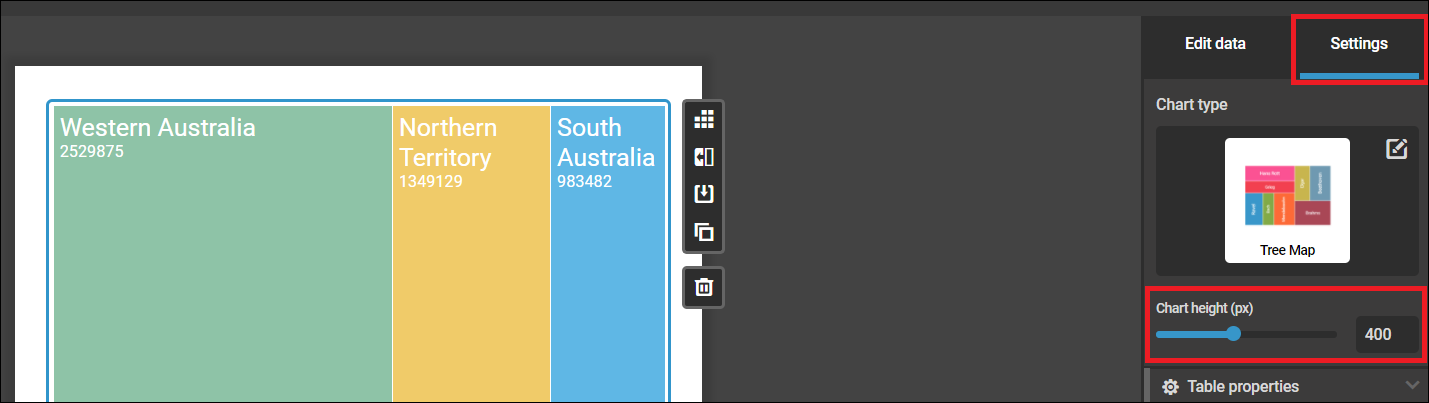 Western Australia
2529875
Northern
Territory
1349129
South
Australia
983482
Edit data
Settings
Chart type
Tree Map
Chart height (px)
400
Table properties